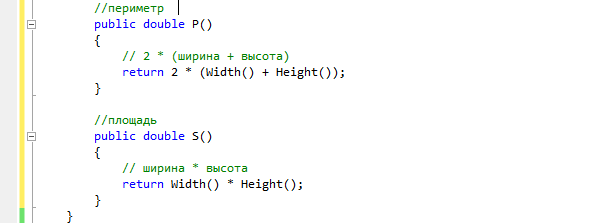 //периметр
public double P()
{
// 2 * (ширина + высота)
return 2 * (Width() + Height());
}
//площадь
public double S()
{
// ширина * высота
return Width() * Height();
}
}